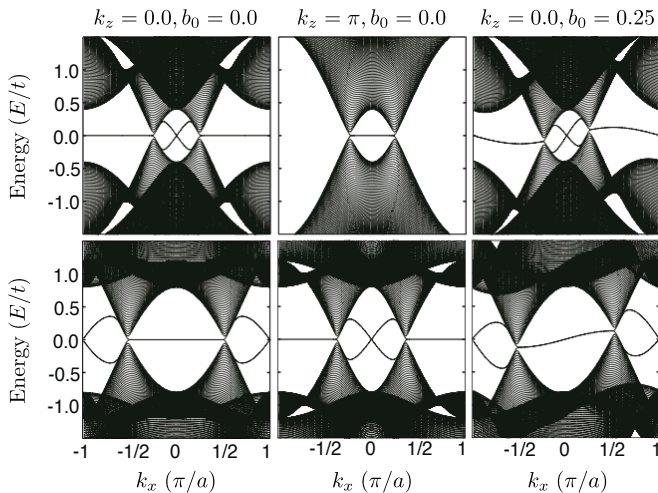 k_z = 0.0, b_0 = 0.0 k_z = π, b_0 = 0.0 k_z = 0.0, b_0 = 0.25
Energy (E/t)
1.0
0.5
0.0
-0.5
-1.0
Energy (E/t)
1.0
0.5
0.0
-0.5
-1.0
-1 -1/2 0 1/2 1 -1/2 0 1/2 -1/2 0 1/2 1
k_x (π/a) k_x (π/a) k_x (π/a)